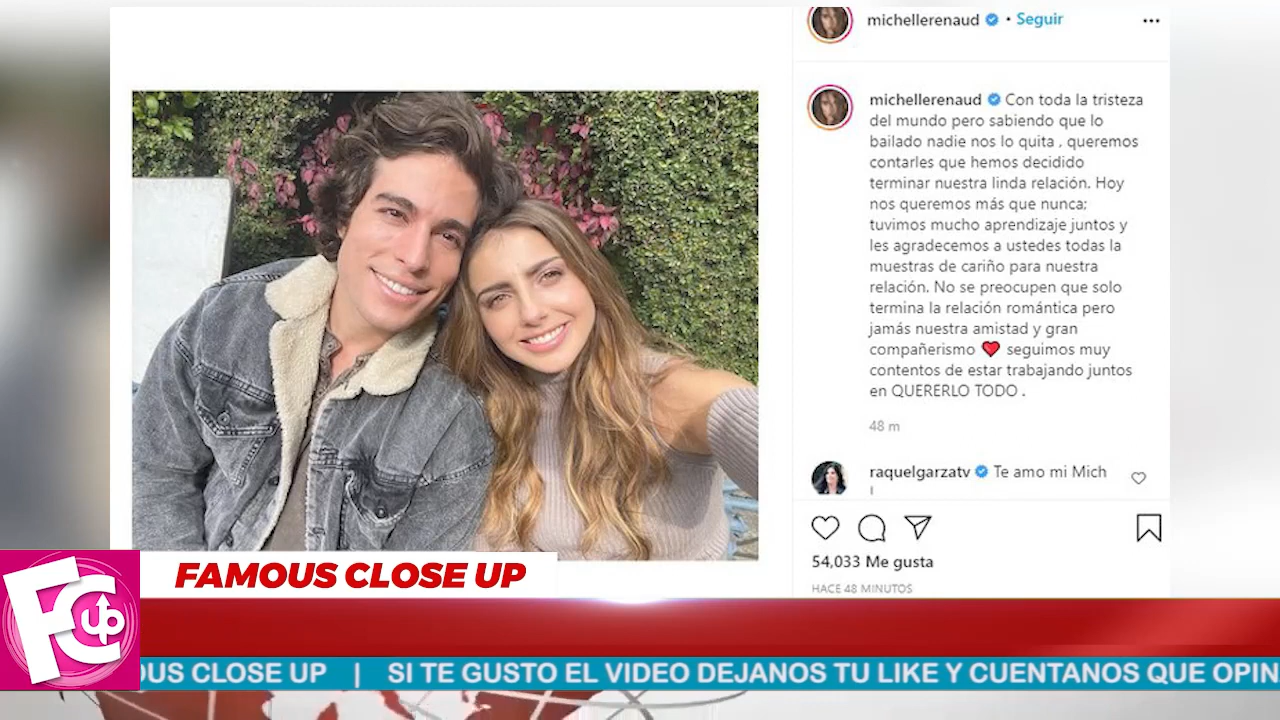 michellerenaud • Seguir
michellerenaud Con toda la tristeza
del mundo pero sabiendo que lo
bailado nadie nos lo quita , queremos
contarles que hemos decidido
terminar nuestra linda relación. Hoy
nos queremos más que nunca;
tuvimos mucho aprendizaje juntos y
les agradecemos a ustedes todas la
muestras de cariño para nuestra
relación. No se preocupen que solo
termina la relación romántica pero
jamás nuestra amistad y gran
compañerismo ❤️ seguimos muy
contentos de estar trabajando juntos
en QUERERLO TODO .
48 m
raquelgarzatv Te amo mi Mich
54,033 Me gusta
HACE 48 MINUTOS
FAMOUS CLOSE UP
FC up
OUS CLOSE UP | SI TE GUSTO EL VIDEO DEJANOS TU LIKE Y CUENTANOS QUE OPIN